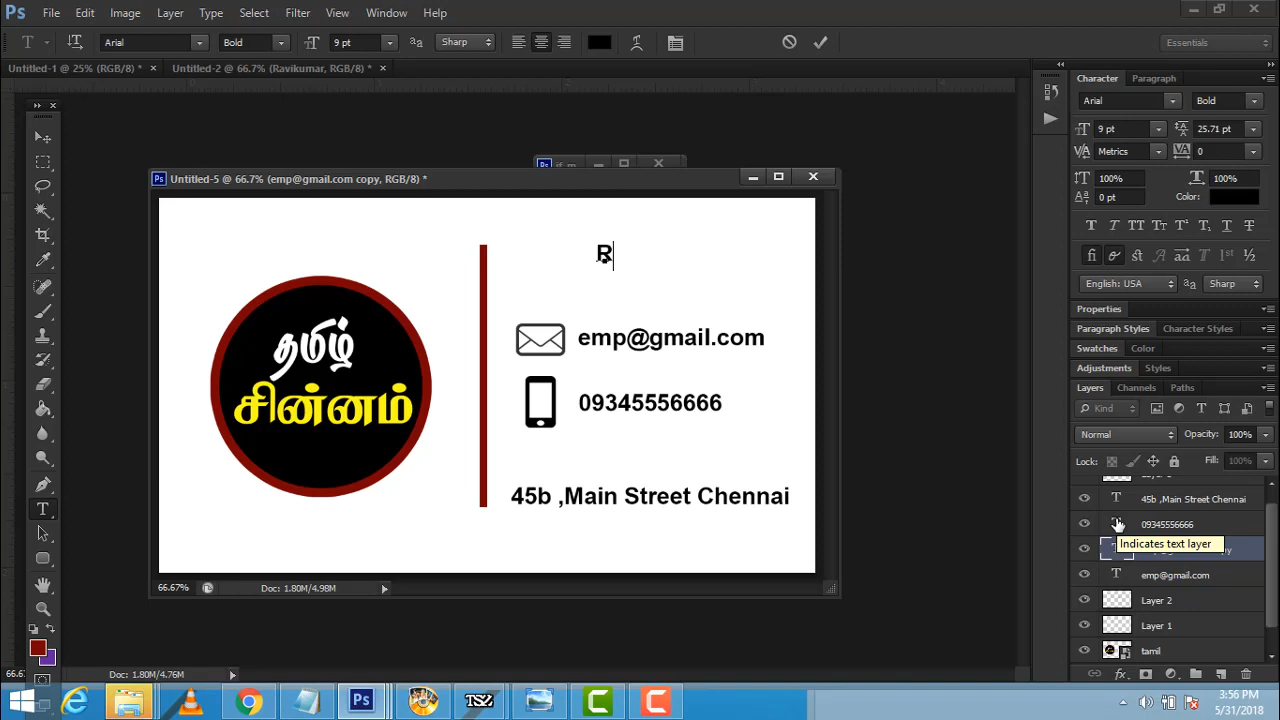 Ps File Edit Image Layer Type Select Filter View Window Help
T Arial Bold 9 pt aa Sharp Essentials
Untitled-1 @ 25% (RGB/8) * × Untitled-2 @ 66.7% (Ravikumar, RGB/8) * ×
Character Paragraph
Arial Bold
9 pt 25.71 pt
Metrics 0
100% 100%
0 pt Color:
English: USA Sharp
Properties
Paragraph Styles Character Styles
Swatches Color
Adjustments Styles
Layers Channels Paths
Kind
Normal Opacity: 100%
Lock: Fill: 100%
45b ,Main Street Chennai
09345556666
Indicates text layer
emp@gmail.com
Layer 2
Layer 1
tamil
Untitled-5 @ 66.7% (emp@gmail.com copy, RGB/8) *
R
தமிழ்
சின்னம்
emp@gmail.com
09345556666
45b ,Main Street Chennai
66.67% Doc: 1.80M/4.98M
Doc: 1.80M/4.76M
Ps TSZ
3:56 PM
5/31/2018